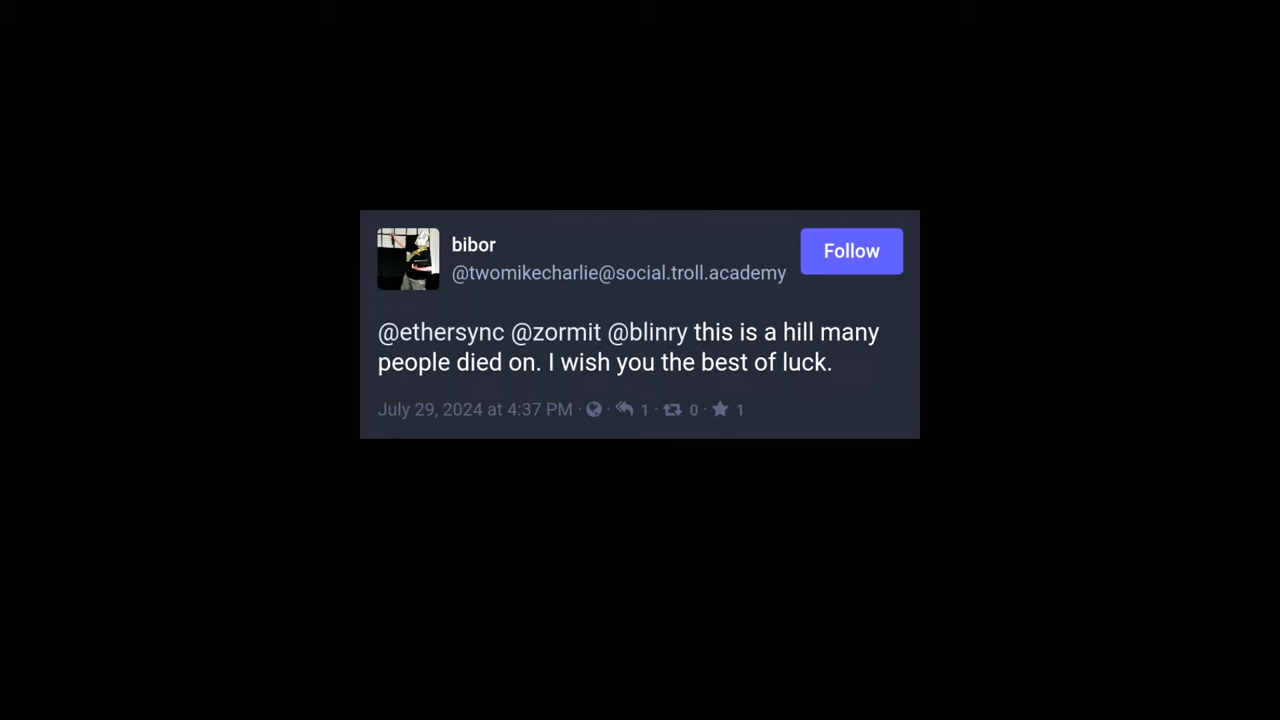 bibor
@twomikecharlie@social.troll.academy
Follow
@ethersync @zormit @blinry this is a hill many
people died on. I wish you the best of luck.
July 29, 2024 at 4:37 PM · · 1 · 0 · 1